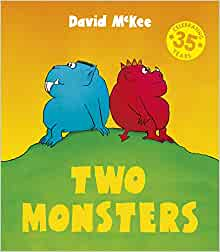 David McKee
CELEBRATING
35
YEARS
TWO
MONSTERS